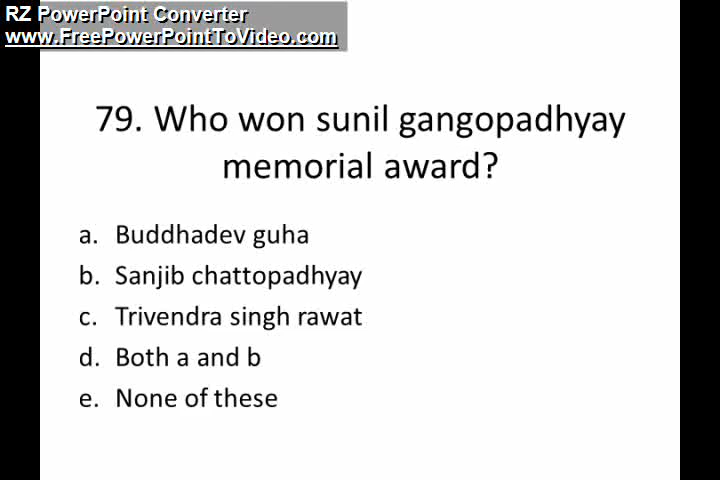 RZ PowerPoint Converter
www.FreePowerPointToVideo.com
79. Who won sunil gangopadhyay
memorial award?
a. Buddhadev guha
b. Sanjib chattopadhyay
c. Trivendra singh rawat
d. Both a and b
e. None of these